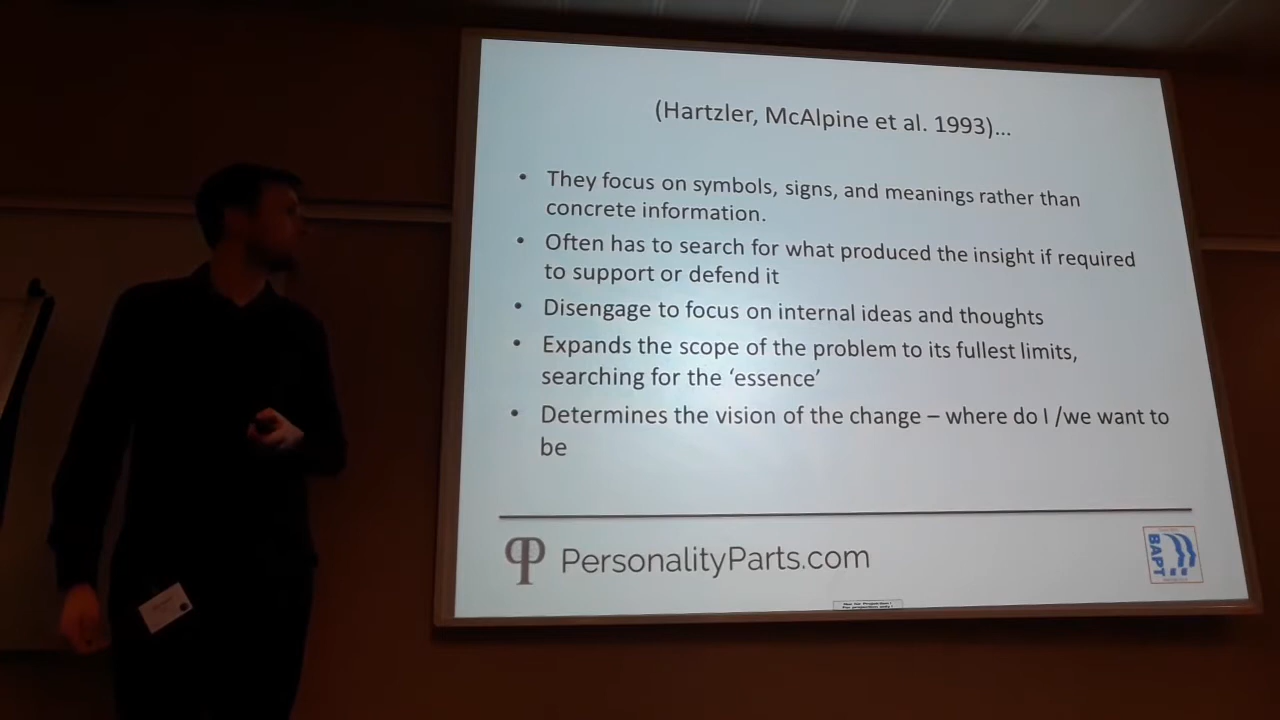 (Hartzler, McAlpine et al. 1993)...
• They focus on symbols, signs, and meanings rather than
concrete information.
• Often has to search for what produced the insight if required
to support or defend it
• Disengage to focus on internal ideas and thoughts
• Expands the scope of the problem to its fullest limits,
searching for the ‘essence’
• Determines the vision of the change – where do I /we want to
be
PersonalityParts.com
BAPT